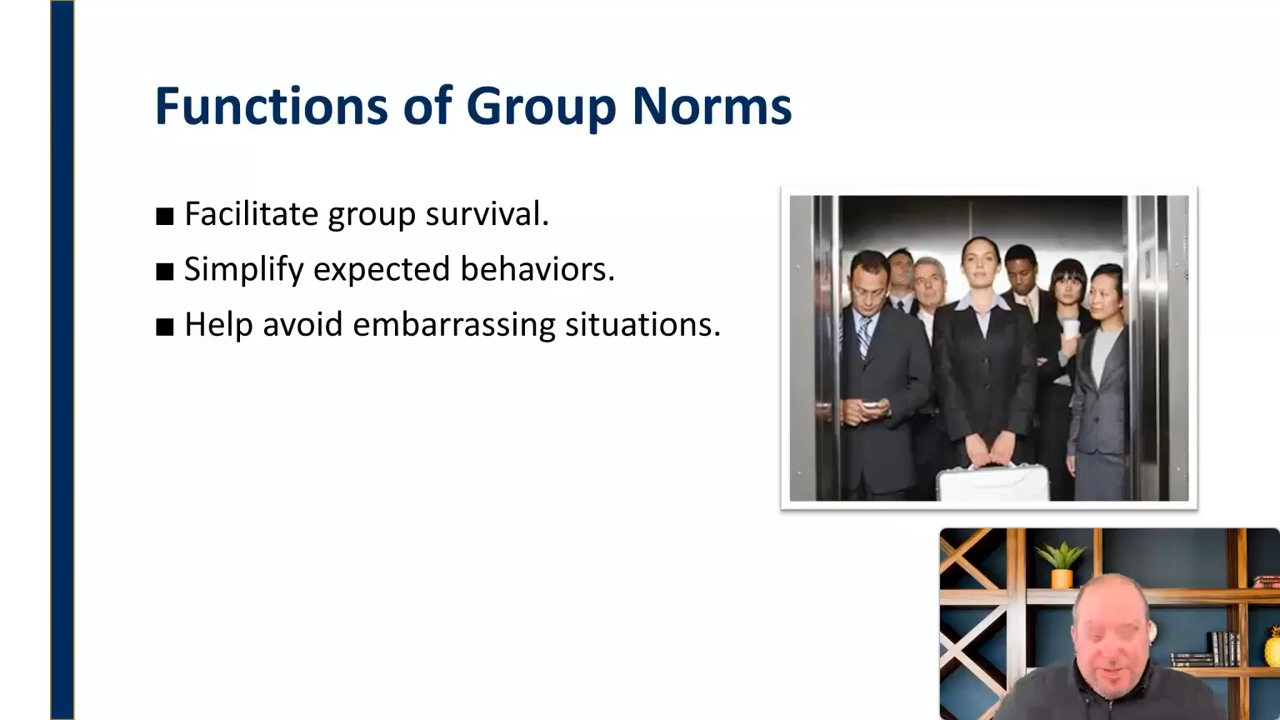 Functions of Group Norms
■ Facilitate group survival.
■ Simplify expected behaviors.
■ Help avoid embarrassing situations.